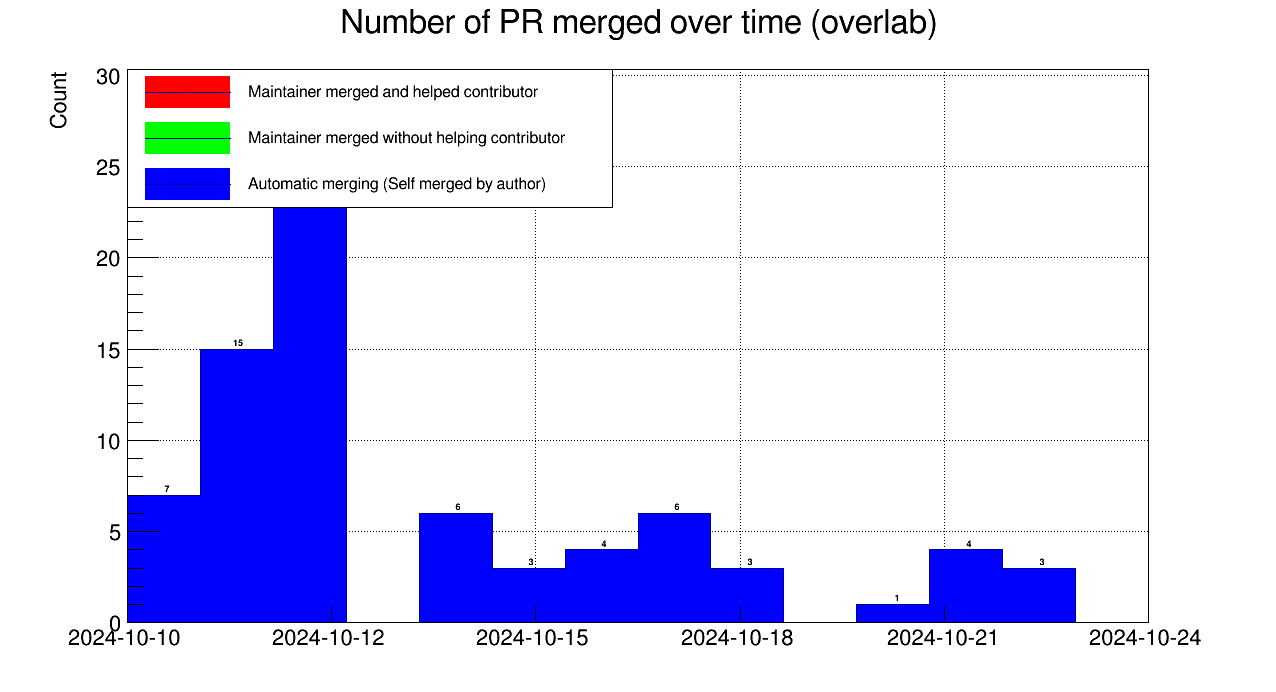 Number of PR merged over time (overlab)
Count
30
25
20
15
10
5
0
Maintainer merged and helped contributor
Maintainer merged without helping contributor
Automatic merging (Self merged by author)
7
15
6
3
4
6
3
1
4
3
2024-10-10 2024-10-12 2024-10-15 2024-10-18 2024-10-21 2024-10-24